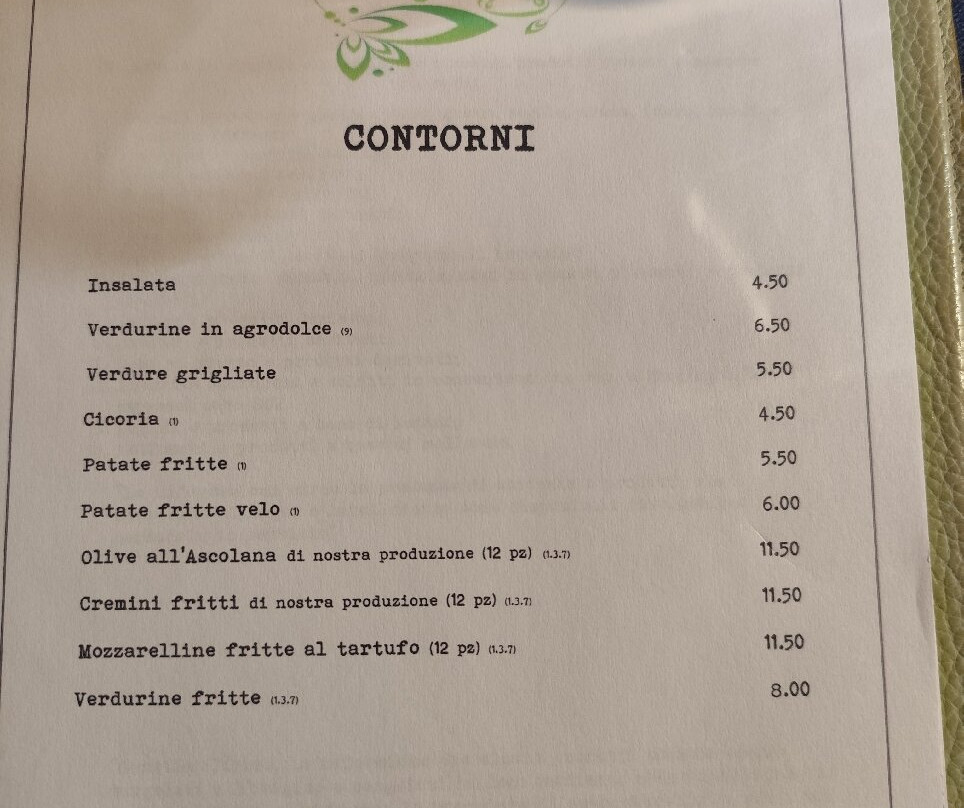 CONTORNI
Insalata 4.50
Verdurine in agrodolce (9) 6.50
Verdure grigliate 5.50
Cicoria (1) 4.50
Patate fritte (1) 5.50
Patate fritte velo (1) 6.00
Olive all'Ascolana di nostra produzione (12 pz) (1.3.7) 11.50
Cremini fritti di nostra produzione (12 pz) (1.3.7) 11.50
Mozzarelline fritte al tartufo (12 pz) (1.3.7) 11.50
Verdurine fritte (1.3.7) 8.00